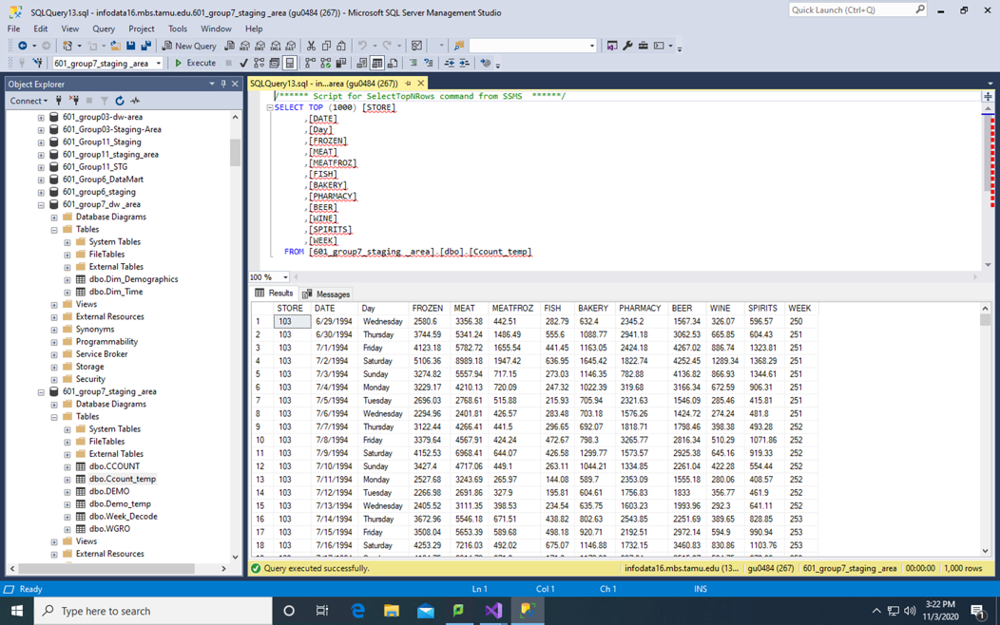 SQLQuery13.sql - infodata16.mbs.tamu.edu.601_group7_staging _area (gu0484 (267)) - Microsoft SQL Server Management Studio
Quick Launch (Ctrl+Q)
File Edit View Query Project Tools Window Help
New Query MDX DMX XMLA DAX
601_group7_staging _area Execute
Object Explorer
Connect
601_group03-dw-area
601_Group03-Staging-Area
601_Group11_Staging
601_group11_staging_area
601_Group11_STG
601_Group6_DataMart
601_group6_staging
601_group7_dw _area
Database Diagrams
Tables
System Tables
FileTables
External Tables
dbo.Dim_Demographics
dbo.Dim_Time
Views
External Resources
Synonyms
Programmability
Service Broker
Storage
Security
601_group7_staging _area
Database Diagrams
Tables
System Tables
FileTables
External Tables
dbo.CCOUNT
dbo.Ccount_temp
dbo.DEMO
dbo.Demo_temp
dbo.Week_Decode
dbo.WGRO
Views
External Resources
SQLQuery13.sql - in...area (gu0484 (267))
/****** Script for SelectTopNRows command from SSMS ******/
SELECT TOP (1000) [STORE]
,[DATE]
,[Day]
,[FROZEN]
,[MEAT]
,[MEATFROZ]
,[FISH]
,[BAKERY]
,[PHARMACY]
,[BEER]
,[WINE]
,[SPIRITS]
,[WEEK]
FROM [601_group7_staging _area].[dbo].[Ccount_temp]
100 %
Results Messages
STORE DATE Day FROZEN MEAT MEATFROZ FISH BAKERY PHARMACY BEER WINE SPIRITS WEEK
1 103 6/29/1994 Wednesday 2580.6 3356.38 442.51 282.79 632.4 2345.2 1567.34 326.07 596.57 250
2 103 6/30/1994 Thursday 3744.59 5341.24 1486.49 555.6 1088.77 2941.18 3062.53 665.85 604.43 251
3 103 7/1/1994 Friday 4123.18 5782.72 1655.54 441.45 1163.05 2424.18 4267.02 886.74 1323.81 251
4 103 7/2/1994 Saturday 5106.36 8989.18 1947.42 636.95 1645.42 1822.74 4252.45 1289.34 1368.29 251
5 103 7/3/1994 Sunday 3274.82 5557.94 717.15 273.03 1146.35 782.88 4136.82 866.93 1344.61 251
6 103 7/4/1994 Monday 3229.17 4210.13 720.09 247.32 1022.39 319.68 3166.34 672.59 906.31 251
7 103 7/5/1994 Tuesday 2696.03 2768.61 515.88 215.93 705.94 2321.63 1546.09 285.46 415.81 251
8 103 7/6/1994 Wednesday 2294.96 2401.81 426.57 283.48 703.18 1576.26 1424.72 274.24 481.8 251
9 103 7/7/1994 Thursday 3122.44 4266.41 441.5 296.65 692.07 1818.71 1798.46 398.38 493.28 252
10 103 7/8/1994 Friday 3379.64 4567.91 424.24 472.67 798.3 3265.77 2816.34 510.29 1071.86 252
11 103 7/9/1994 Saturday 4152.53 6968.41 644.07 426.58 1299.77 1573.57 2925.38 645.16 919.33 252
12 103 7/10/1994 Sunday 3427.4 4717.06 449.1 263.11 1044.21 1334.85 2261.04 422.28 554.44 252
13 103 7/11/1994 Monday 2527.68 3243.69 265.97 144.08 589.7 2353.09 1555.18 280.06 408.57 252
14 103 7/12/1994 Tuesday 2266.98 2691.86 327.9 195.81 604.61 1756.83 1833 356.77 461.9 252
15 103 7/13/1994 Wednesday 2405.52 3111.35 398.53 234.54 635.75 1603.23 1993.96 292.3 641.11 252
16 103 7/14/1994 Thursday 3672.96 5546.18 671.51 438.82 802.63 2543.85 2251.69 389.65 828.85 253
17 103 7/15/1994 Friday 3508.04 5653.39 589.68 498.18 920.71 2192.51 2972.14 594.9 990.94 253
18 103 7/16/1994 Saturday 4253.29 7216.03 492.02 675.07 1146.88 1732.15 3460.83 830.88 1103.76 253
Query executed successfully. infodata16.mbs.tamu.edu (13... gu0484 (267) 601_group7_staging _area 00:00:00 1,000 rows
Ready Ln 1 Col 1 Ch 1 INS
Type here to search
3:22 PM
11/3/2020
1